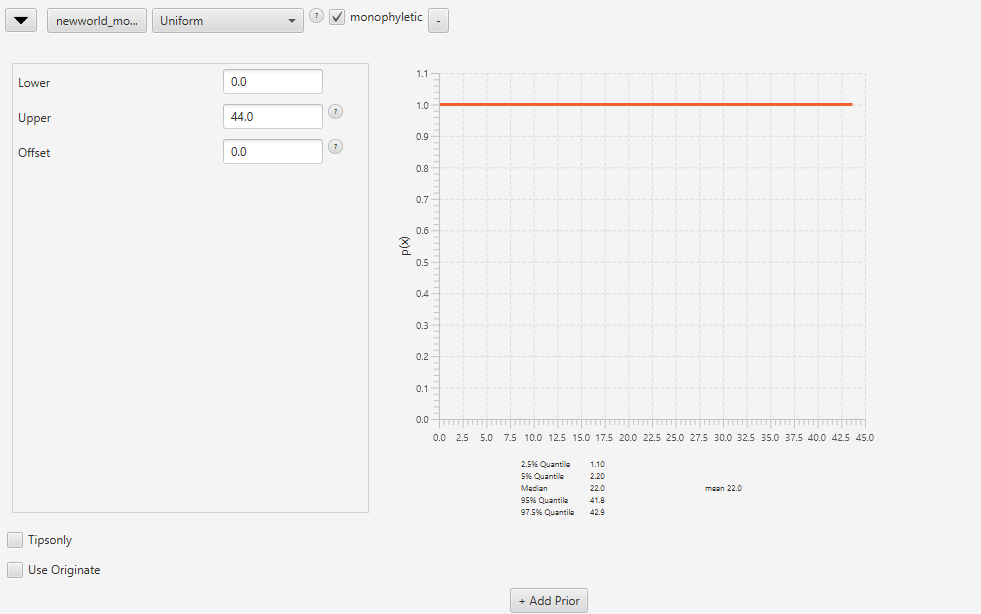 newworld_mo... Uniform ? monophyletic -
Lower 0.0
Upper 44.0 ?
Offset 0.0 ?
1.1
1.0
0.9
0.8
0.7
0.6
0.5
0.4
0.3
0.2
0.1
0.0
p(x)
0.0 2.5 5.0 7.5 10.0 12.5 15.0 17.5 20.0 22.5 25.0 27.5 30.0 32.5 35.0 37.5 40.0 42.5 45.0
2.5% Quantile 1.10
5% Quantile 2.20
Median 22.0 mean 22.0
95% Quantile 41.8
97.5% Quantile 42.9
Tipsonly
Use Originate
+ Add Prior